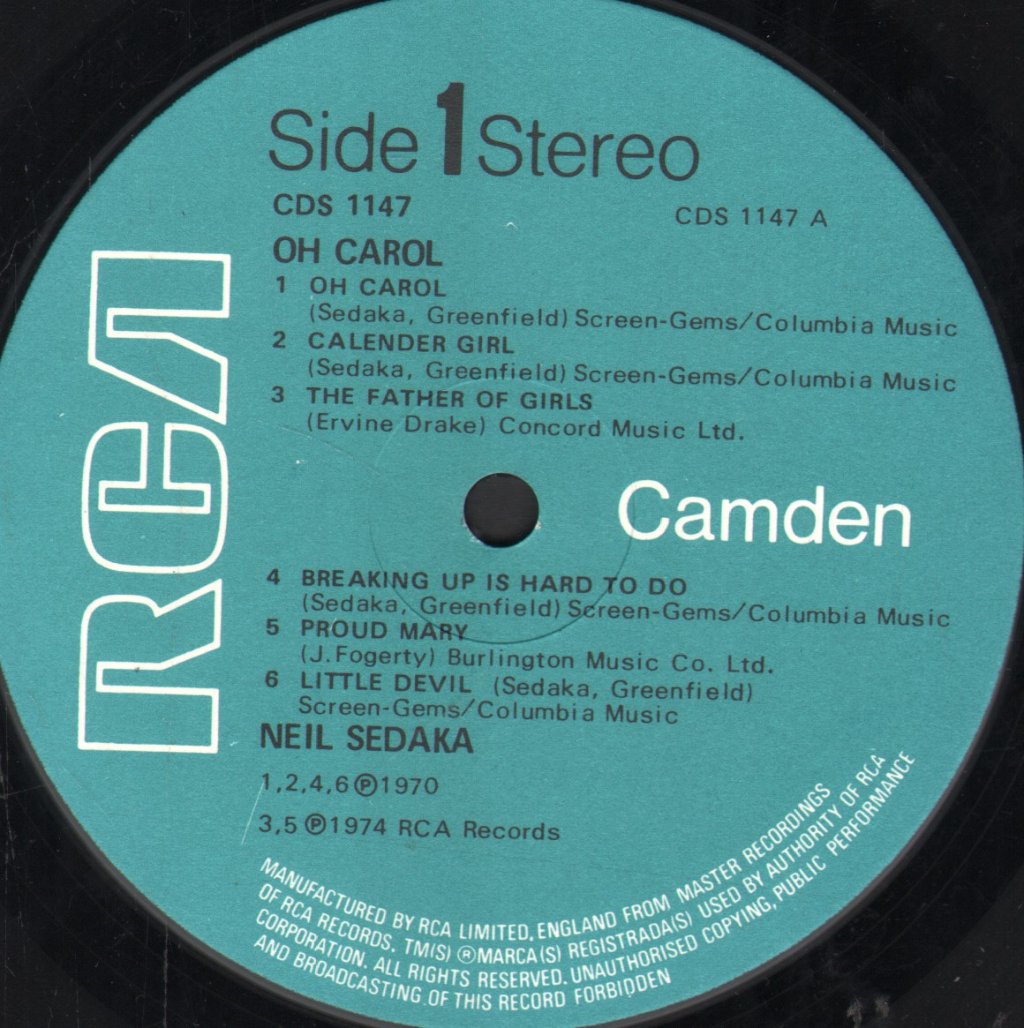 Side 1 Stereo
CDS 1147
CDS 1147 A
OH CAROL
1 OH CAROL
(Sedaka, Greenfield) Screen-Gems/Columbia Music
2 CALENDER GIRL
(Sedaka, Greenfield) Screen-Gems/Columbia Music
3 THE FATHER OF GIRLS
(Ervine Drake) Concord Music Ltd.
RCA
Camden
4 BREAKING UP IS HARD TO DO
(Sedaka, Greenfield) Screen-Gems/Columbia Music
5 PROUD MARY
(J.Fogerty) Burlington Music Co. Ltd.
6 LITTLE DEVIL (Sedaka, Greenfield)
Screen-Gems/Columbia Music
NEIL SEDAKA
1,2,4,6 ℗ 1970
3,5 ℗ 1974 RCA Records
MANUFACTURED BY RCA LIMITED, ENGLAND FROM MASTER RECORDINGS
OF RCA RECORDS. TM(S) ® MARCA(S) REGISTRADA(S) USED BY AUTHORITY OF RCA
CORPORATION. ALL RIGHTS RESERVED. UNAUTHORISED COPYING, PUBLIC PERFORMANCE
AND BROADCASTING OF THIS RECORD FORBIDDEN